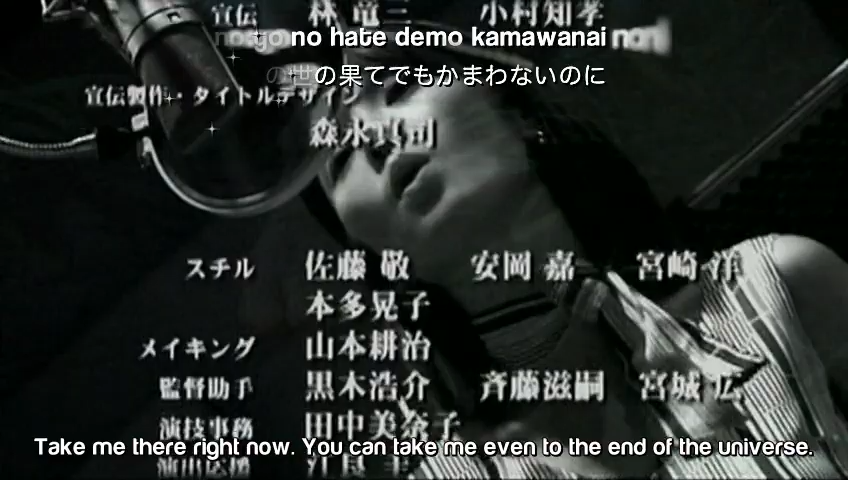 宣伝 林 竜三 小村知孝
no go no hate demo kamawanai noni
の世の果てでもかまわないのに
宣伝製作・タイトルデザイン
森永真司
スチル 佐藤 敬 安岡 嘉 宮崎 洋
本多晃子
メイキング 山本耕治
監督助手 黒木浩介 斉藤滋嗣 宮城 広
演技事務 田中美奈子
Take me there right now. You can take me even to the end of the universe.